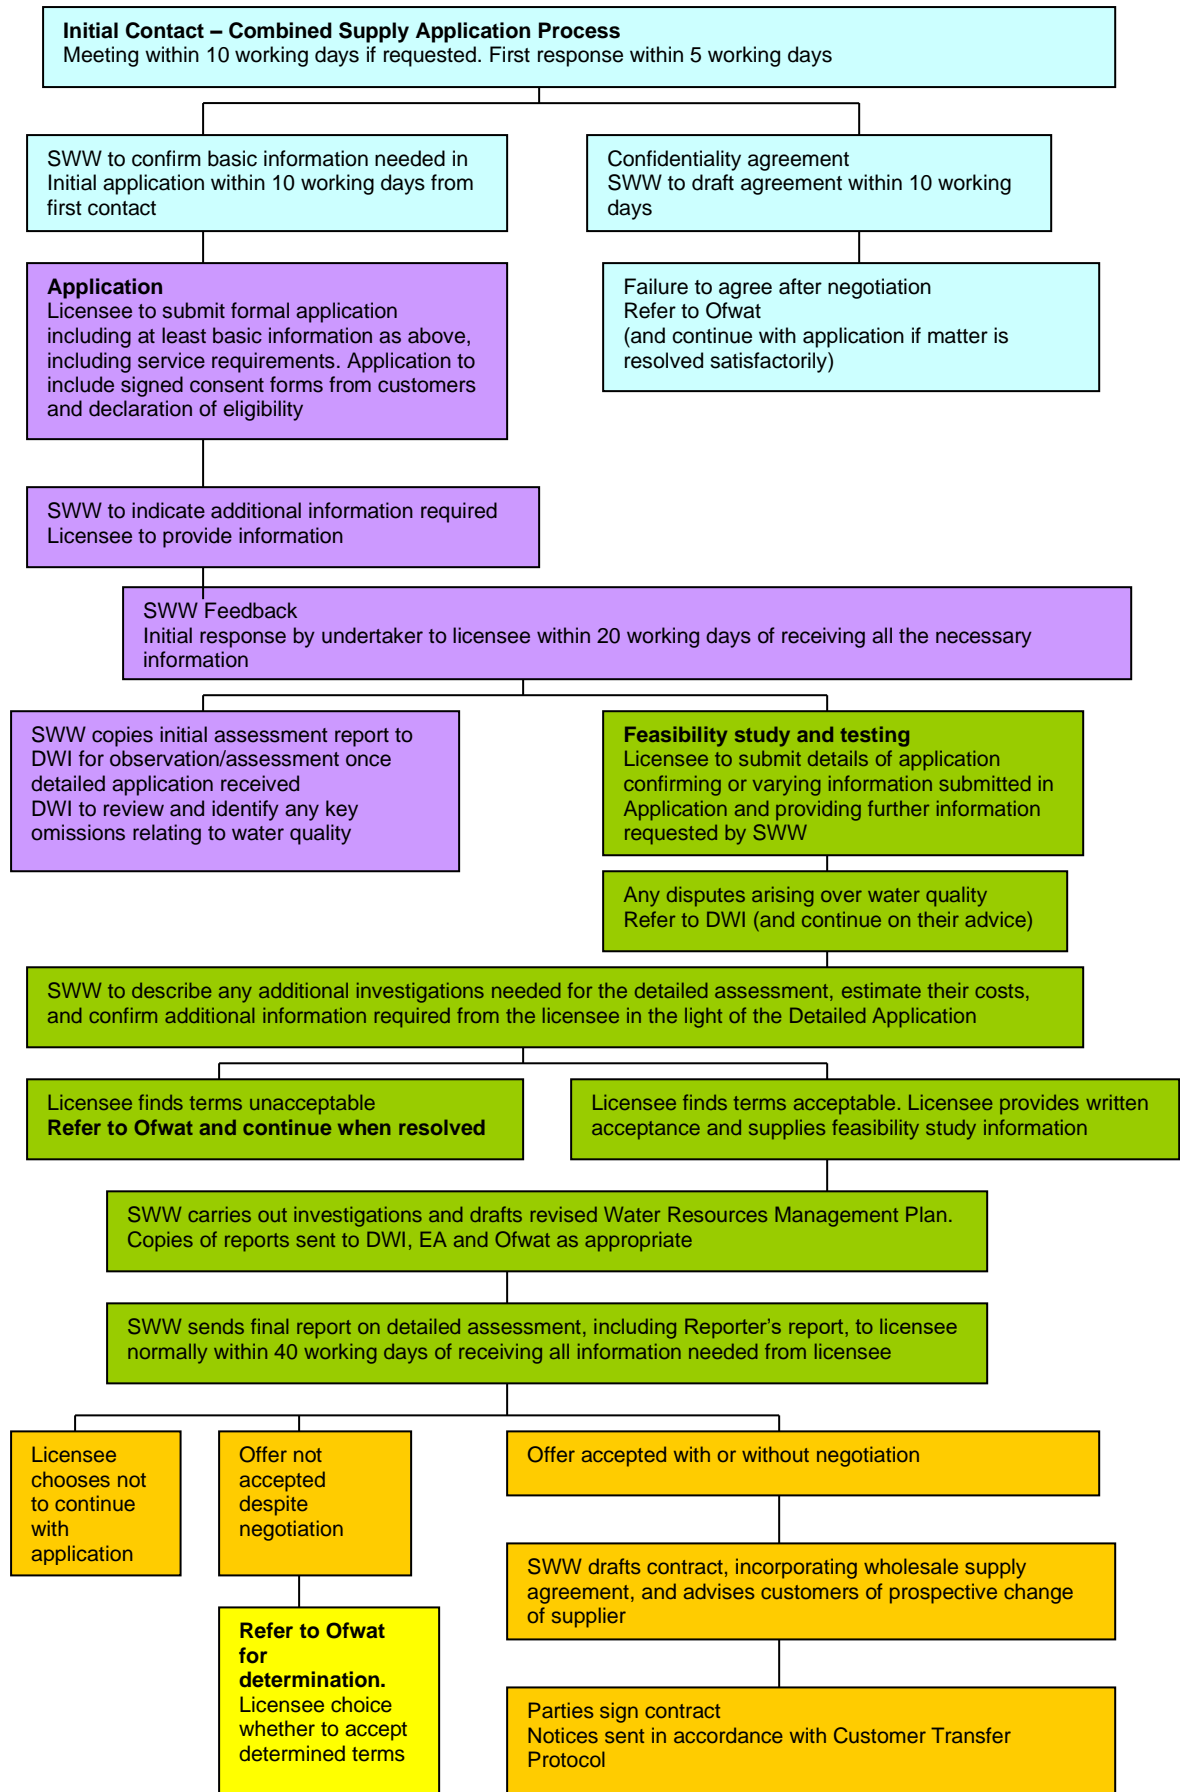 Initial Contact – Combined Supply Application Process
Meeting within 10 working days if requested. First response within 5 working days
SWW to confirm basic information needed in
Initial application within 10 working days from
first contact
Confidentiality agreement
SWW to draft agreement within 10 working
days
Application
Licensee to submit formal application
including at least basic information as above,
including service requirements. Application to
include signed consent forms from customers
and declaration of eligibility
Failure to agree after negotiation
Refer to Ofwat
(and continue with application if matter is
resolved satisfactorily)
SWW to indicate additional information required
Licensee to provide information
SWW Feedback
Initial response by undertaker to licensee within 20 working days of receiving all the necessary
information
SWW copies initial assessment report to
DWI for observation/assessment once
detailed application received
DWI to review and identify any key
omissions relating to water quality
Feasibility study and testing
Licensee to submit details of application
confirming or varying information submitted in
Application and providing further information
requested by SWW
Any disputes arising over water quality
Refer to DWI (and continue on their advice)
SWW to describe any additional investigations needed for the detailed assessment, estimate their costs,
and confirm additional information required from the licensee in the light of the Detailed Application
Licensee finds terms unacceptable
Refer to Ofwat and continue when resolved
Licensee finds terms acceptable. Licensee provides written
acceptance and supplies feasibility study information
SWW carries out investigations and drafts revised Water Resources Management Plan.
Copies of reports sent to DWI, EA and Ofwat as appropriate
SWW sends final report on detailed assessment, including Reporter's report, to licensee
normally within 40 working days of receiving all information needed from licensee
Licensee
chooses not
to continue
with
application
Offer not
accepted
despite
negotiation
Offer accepted with or without negotiation
SWW drafts contract, incorporating wholesale supply
agreement, and advises customers of prospective change
of supplier
Refer to Ofwat
for
determination.
Licensee choice
whether to accept
determined terms
Parties sign contract
Notices sent in accordance with Customer Transfer
Protocol